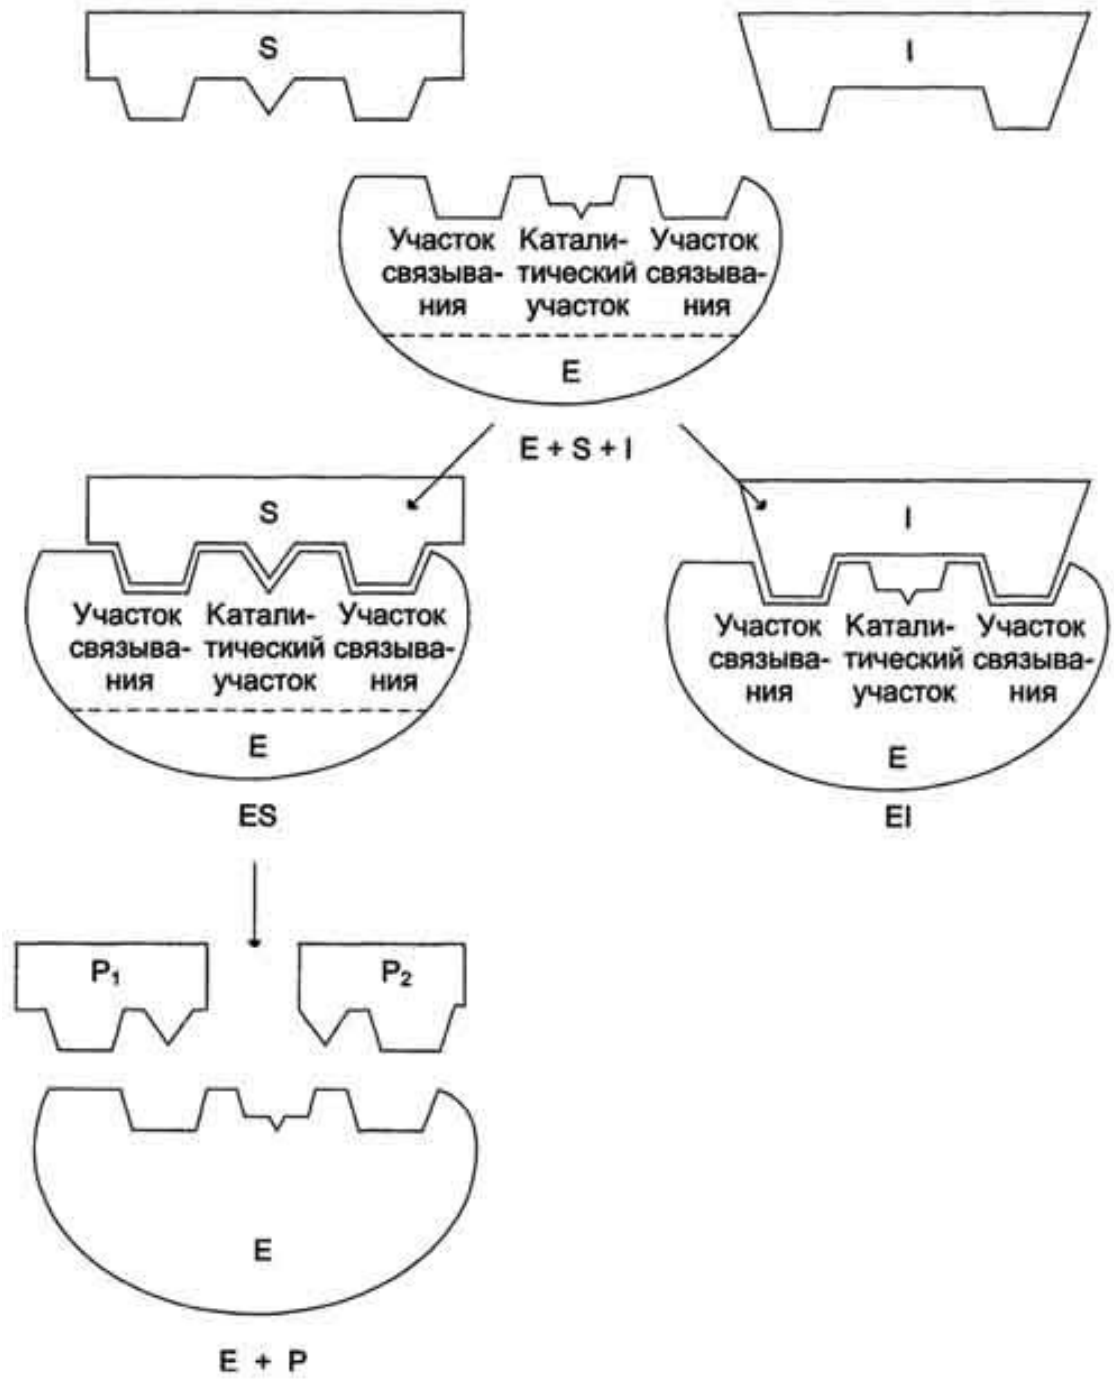 S
I
Участок Катали- Участок
связыва- тический связыва-
ния участок ния
E
E + S + I
S
I
Участок Катали- Участок
связыва- тический связыва-
ния участок ния
E
ES
Участок Катали- Участок
связыва- тический связыва-
ния участок ния
E
EI
P₁
P₂
E
E + P